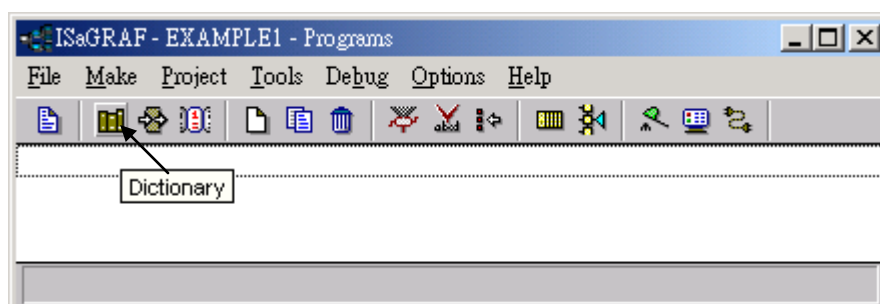 ISaGRAF - EXAMPLE1 - Programs
File Make Project Tools Debug Options Help
Dictionary